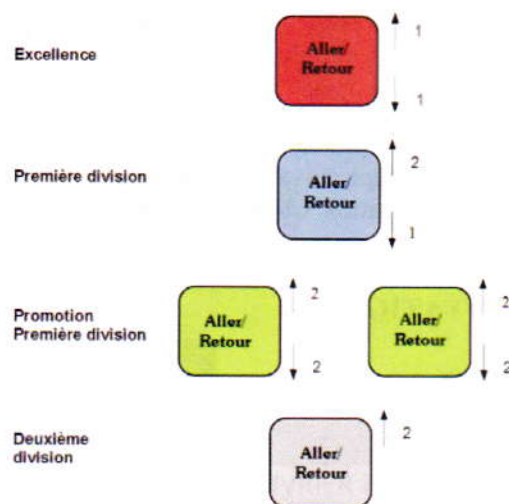 Excellence
Aller/
Retour
1
1
Première division
Aller/
Retour
2
1
Promotion
Première division
Aller/
Retour
2
2
Aller/
Retour
2
2
Deuxième
division
Aller/
Retour
2